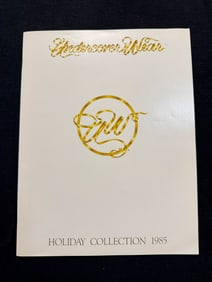 Undercover Wear
UW
HOLIDAY COLLECTION 1985